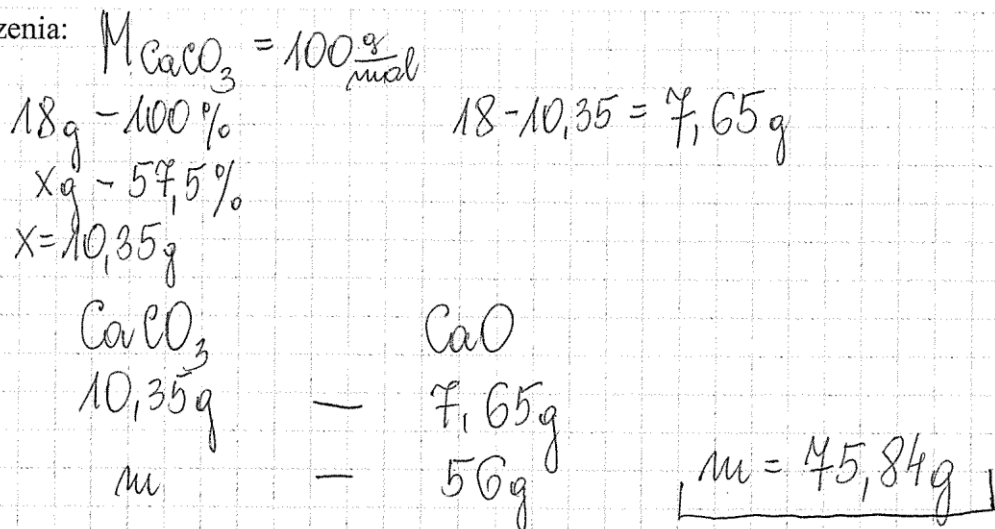 zenia: M CaCO₃ = 100 g/mol
18g - 100%
18 - 10,35 = 7,65g
xg - 57,5%
x = 10,35g
CaCO₃ CaO
10,35g — 7,65g
m — 56g
m = 75,84g